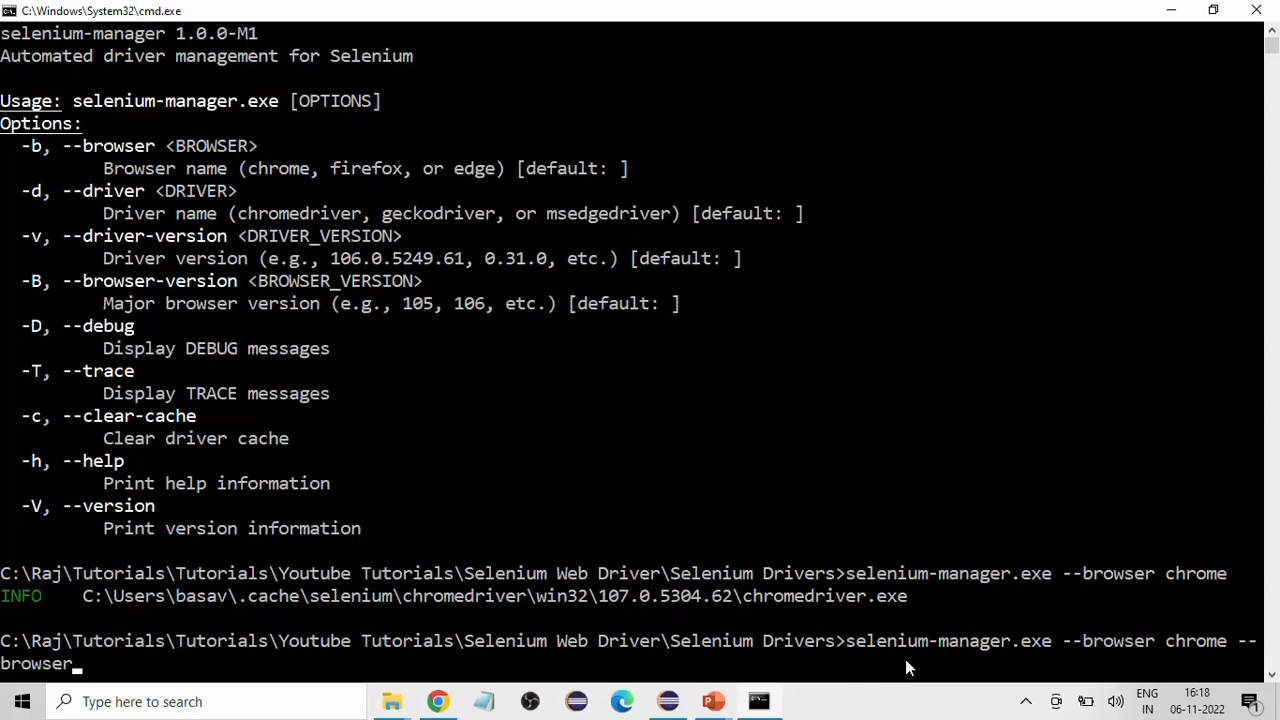 C:\Windows\System32\cmd.exe
selenium-manager 1.0.0-M1
Automated driver management for Selenium
Usage: selenium-manager.exe [OPTIONS]
Options:
-b, --browser <BROWSER>
Browser name (chrome, firefox, or edge) [default: ]
-d, --driver <DRIVER>
Driver name (chromedriver, geckodriver, or msedgedriver) [default: ]
-v, --driver-version <DRIVER_VERSION>
Driver version (e.g., 106.0.5249.61, 0.31.0, etc.) [default: ]
-B, --browser-version <BROWSER_VERSION>
Major browser version (e.g., 105, 106, etc.) [default: ]
-D, --debug
Display DEBUG messages
-T, --trace
Display TRACE messages
-c, --clear-cache
Clear driver cache
-h, --help
Print help information
-V, --version
Print version information
C:\Raj\Tutorials\Tutorials\Youtube Tutorials\Selenium Web Driver\Selenium Drivers>selenium-manager.exe --browser chrome
INFO C:\Users\basav\.cache\selenium\chromedriver\win32\107.0.5304.62\chromedriver.exe
C:\Raj\Tutorials\Tutorials\Youtube Tutorials\Selenium Web Driver\Selenium Drivers>selenium-manager.exe --browser chrome --
browser_
Type here to search
ENG
IN
16:18
06-11-2022
1